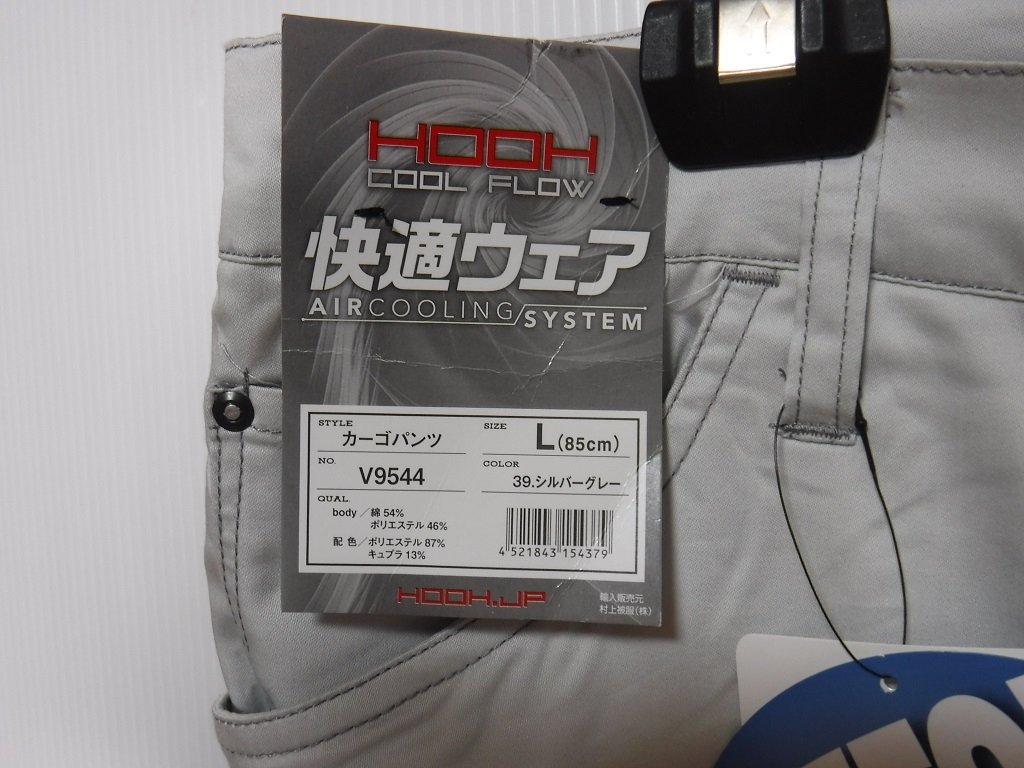 HOOH
COOL FLOW
快適ウェア
AIRCOOLING/SYSTEM
STYLE
カーゴパンツ
SIZE
L(85cm)
NO.
V9544
COLOR
39.シルバーグレー
QUAL.
body／綿 54%
ポリエステル 46%
配 色／ポリエステル 87%
キュプラ 13%
4 521843 154379
HOOH.JP
輸入販売元
村上被服(株)